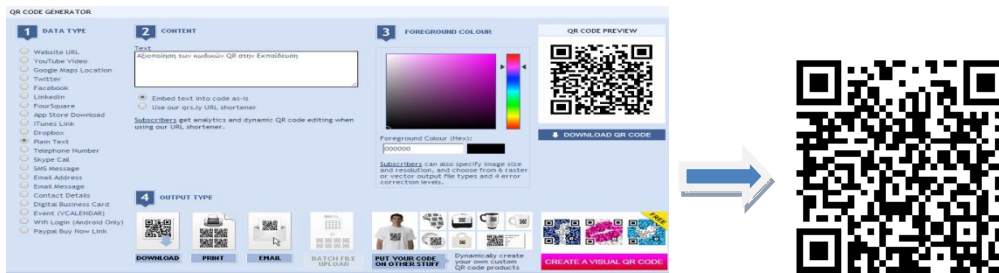 QR CODE GENERATOR
1 DATA TYPE
Website URL
YouTube Video
Google Maps Location
Twitter
Facebook
LinkedIn
FourSquare
App Store Download
iTunes Link
Dropbox
Plain Text
Telephone Number
Skype Call
SMS Message
Email Address
Email Message
Contact Details
Digital Business Card
Event (VCALENDAR)
Wifi Login (Android Only)
Paypal Buy Now Link
2 CONTENT
Text
Αξιοποίηση των κωδικών QR στην Εκπαίδευση
Embed text into code as-is
Use our qrs.ly URL shortener
Subscribers get analytics and dynamic QR code editing when
using our URL shortener.
3 FOREGROUND COLOUR
Foreground Colour (Hex):
000000
Subscribers can also specify image size
and resolution, and choose from 6 raster
or vector output file types and 4 error
correction levels.
QR CODE PREVIEW
DOWNLOAD QR CODE
4 OUTPUT TYPE
DOWNLOAD
PRINT
EMAIL
BATCH FILE
UPLOAD
PUT YOUR CODE
ON OTHER STUFF
Dynamically create
your own custom
QR code products
FREE
CREATE A VISUAL QR CODE